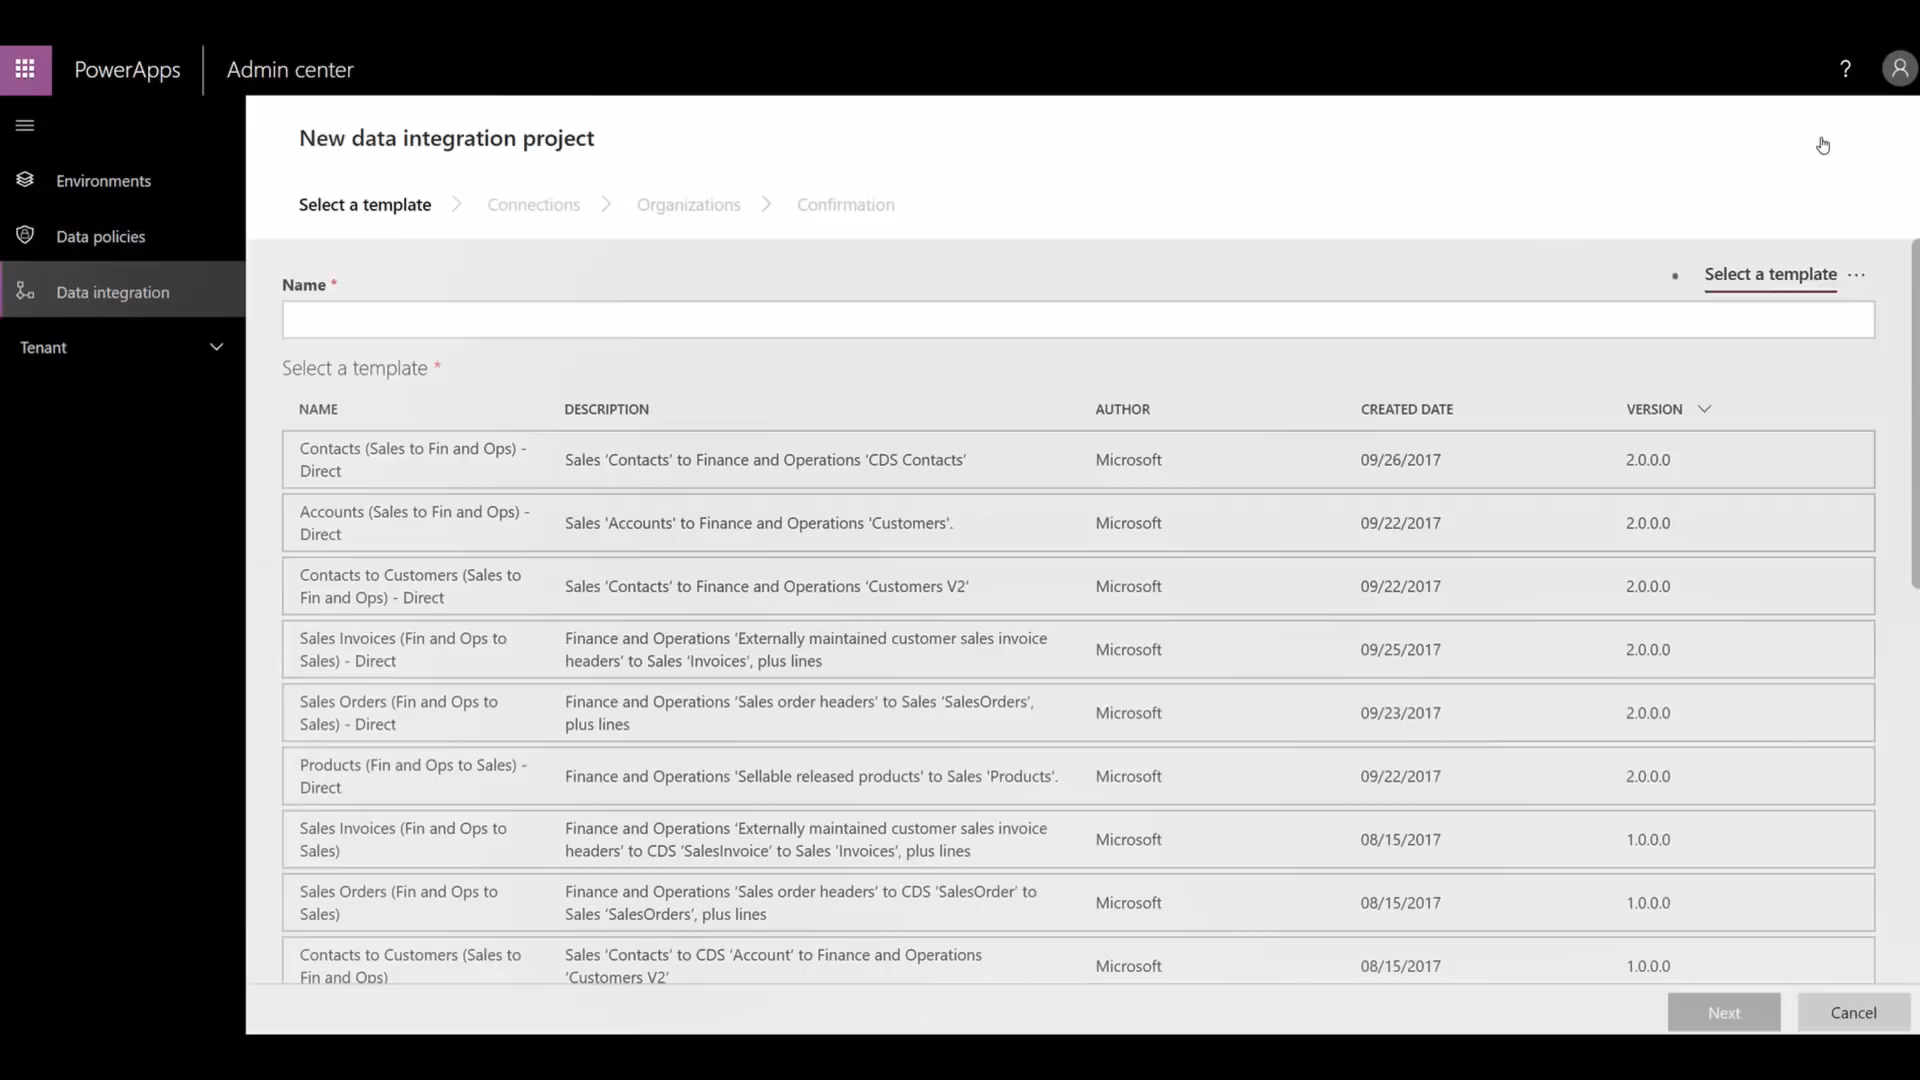 PowerApps
Admin center
?
New data integration project
Environments
Select a template
Connections
Organizations
Confirmation
Data policies
Name *
Select a template ...
Data integration
Tenant
Select a template *
NAME
DESCRIPTION
AUTHOR
CREATED DATE
VERSION
Contacts (Sales to Fin and Ops) -
Direct
Sales ‘Contacts’ to Finance and Operations ‘CDS Contacts’
Microsoft
09/26/2017
2.0.0.0
Accounts (Sales to Fin and Ops) -
Direct
Sales 'Accounts' to Finance and Operations 'Customers'.
Microsoft
09/22/2017
2.0.0.0
Contacts to Customers (Sales to
Fin and Ops) - Direct
Sales ‘Contacts’ to Finance and Operations ‘Customers V2’
Microsoft
09/22/2017
2.0.0.0
Sales Invoices (Fin and Ops to
Sales) - Direct
Finance and Operations ‘Externally maintained customer sales invoice
headers’ to Sales ‘Invoices’, plus lines
Microsoft
09/25/2017
2.0.0.0
Sales Orders (Fin and Ops to
Sales) - Direct
Finance and Operations ‘Sales order headers’ to Sales ‘SalesOrders’,
plus lines
Microsoft
09/23/2017
2.0.0.0
Products (Fin and Ops to Sales) -
Direct
Finance and Operations 'Sellable released products' to Sales 'Products'.
Microsoft
09/22/2017
2.0.0.0
Sales Invoices (Fin and Ops to
Sales)
Finance and Operations ‘Externally maintained customer sales invoice
headers’ to CDS ‘SalesInvoice’ to Sales ‘Invoices’, plus lines
Microsoft
08/15/2017
1.0.0.0
Sales Orders (Fin and Ops to
Sales)
Finance and Operations ‘Sales order headers’ to CDS ‘SalesOrder’ to
Sales ‘SalesOrders’, plus lines
Microsoft
08/15/2017
1.0.0.0
Contacts to Customers (Sales to
Fin and Ops)
Sales ‘Contacts’ to CDS ‘Account’ to Finance and Operations
‘Customers V2’
Microsoft
08/15/2017
1.0.0.0
Next
Cancel